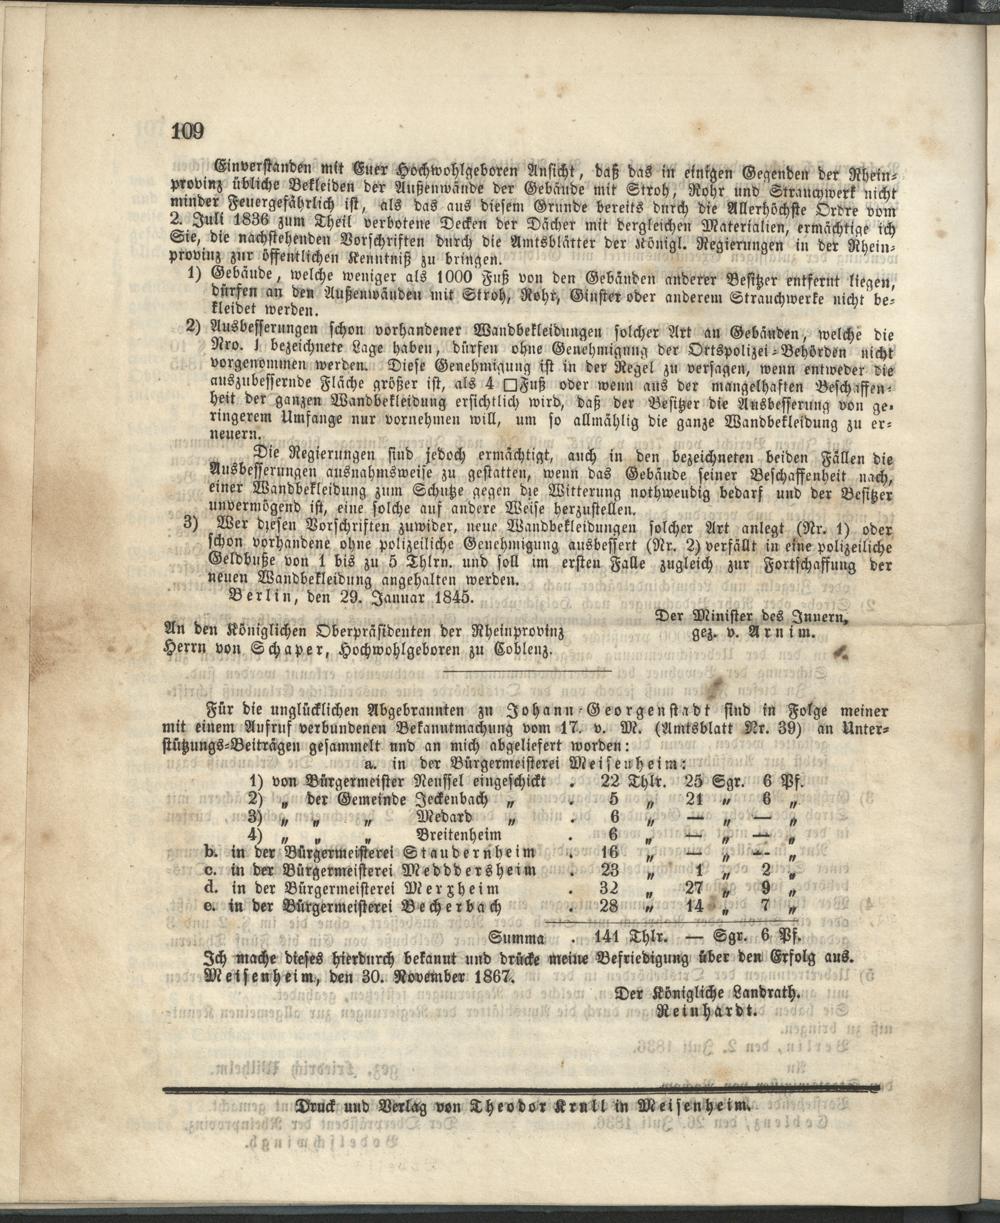 109
Einverstanden mit Euer Hochwohlgeboren Ansicht, daß das in einigen Gegenden der Rhein-
provinz übliche Bekleiden der Außenwände der Gebäude mit Stroh, Rohr und Strauchwerk nicht
minder Feuergefährlich ist, als das aus diesem Grunde bereits durch die Allerhöchste Ordre vom
2. Juli 1836 zum Theil verbotene Decken der Dächer mit dergleichen Materialien, ermächtige ich
Sie, die nachstehenden Vorschriften durch die Amtsblätter der Königl. Regierungen in der Rhein-
provinz zur öffentlichen Kenntniß zu bringen.
1) Gebäude, welche weniger als 1000 Fuß von den Gebäuden anderer Besitzer entfernt liegen,
dürfen an den Außenwänden mit Stroh, Rohr, Ginster oder anderem Strauchwerke nicht be-
kleidet werden.
2) Ausbesserungen schon vorhandener Wandbekleidungen solcher Art an Gebäuden, welche die
Nro. 1 bezeichnete Lage haben, dürfen ohne Genehmigung der Ortspolizei-Behörden nicht
vorgenommen werden. Diese Genehmigung ist in der Regel zu versagen, wenn entweder die
auszubessernde Fläche größer ist, als 4 □Fuß oder wenn aus der mangelhaften Beschaffen-
heit der ganzen Wandbekleidung ersichtlich wird, daß der Besitzer die Ausbesserung von ge-
ringerem Umfange nur vornehmen will, um so allmählig die ganze Wandbekleidung zu er-
neuern.
Die Regierungen sind jedoch ermächtigt, auch in den bezeichneten beiden Fällen die
Ausbesserungen ausnahmsweise zu gestatten, wenn das Gebäude seiner Beschaffenheit nach,
einer Wandbekleidung zum Schutze gegen die Witterung nothwendig bedarf und der Besitzer
unvermögend ist, eine solche auf andere Weise herzustellen.
3) Wer diesen Vorschriften zuwider, neue Wandbekleidungen solcher Art anlegt (Nr. 1) oder
schon vorhandene ohne polizeiliche Genehmigung ausbessert (Nr. 2) verfällt in eine polizeiliche
Geldbuße von 1 bis zu 5 Thlrn. und soll im ersten Falle zugleich zur Fortschaffung der
neuen Wandbekleidung angehalten werden.
Berlin, den 29. Januar 1845.
Der Minister des Innern,
gez. v. Arnim.
An den Königlichen Oberpräsidenten der Rheinprovinz
Herrn von Schaper, Hochwohlgeboren zu Coblenz.
Für die unglücklichen Abgebrannten zu Johann-Georgenstadt sind in Folge meiner
mit einem Aufruf verbundenen Bekanntmachung vom 17. v. M. (Amtsblatt Nr. 39) an Unter-
stützungs-Beiträgen gesammelt und an mich abgeliefert worden:
a. in der Bürgermeisterei Meisenheim:
1) von Bürgermeister Neussel eingeschickt . 22 Thlr. 25 Sgr. 6 Pf.
2) „ der Gemeinde Jeckenbach „ . 5 „ 21 „ 6 „
3) „ „ „ Medard „ . 6 „ — „ — „
4) „ „ „ Breitenheim . 6 „ — „ — „
b. in der Bürgermeisterei Staudernheim . 16 „ — „ — „
c. in der Bürgermeisterei Medddersheim . 23 „ 1 „ 2 „
d. in der Bürgermeisterei Merxheim . 32 „ 27 „ 9 „
e. in der Bürgermeisterei Becherbach . 28 „ 14 „ 7 „
Summa . 141 Thlr. — Sgr. 6 Pf.
Ich mache dieses hierdurch bekannt und drücke meine Befriedigung über den Erfolg aus.
Meisenheim, den 30. November 1867.
Der Königliche Landrath.
Reinhardt.
Druck und Verlag von Theodor Krull in Meisenheim.